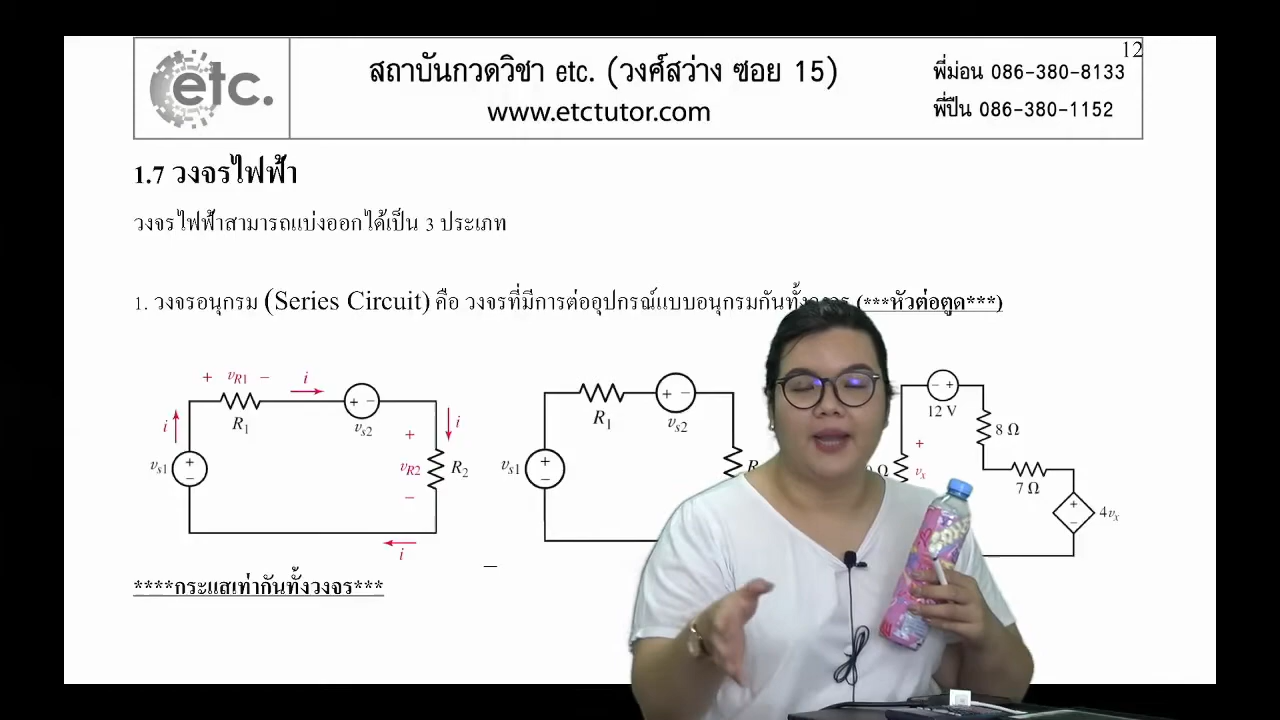 12
etc.
สถาบันกวดวิชา etc. (วงศ์สว่าง ซอย 15)
www.etctutor.com
พี่ม่อน 086-380-8133
พี่ปืน 086-380-1152
1.7 วงจรไฟฟ้า
วงจรไฟฟ้าสามารถแบ่งออกได้เป็น 3 ประเภท
1. วงจรอนุกรม (Series Circuit) คือ วงจรที่มีการต่ออุปกรณ์แบบอนุกรมกันทั้ง (***หัวต่อตูด***)
+ vR1 − i
i R1 + − vs2 i
vs1 + − + vR2 − R2
i
R1 + − vs2
vs1 + − R
− + 12 V
8 Ω
+ vx Ω
7 Ω
+ − 4vx
****กระแสเท่ากันทั้งวงจร***